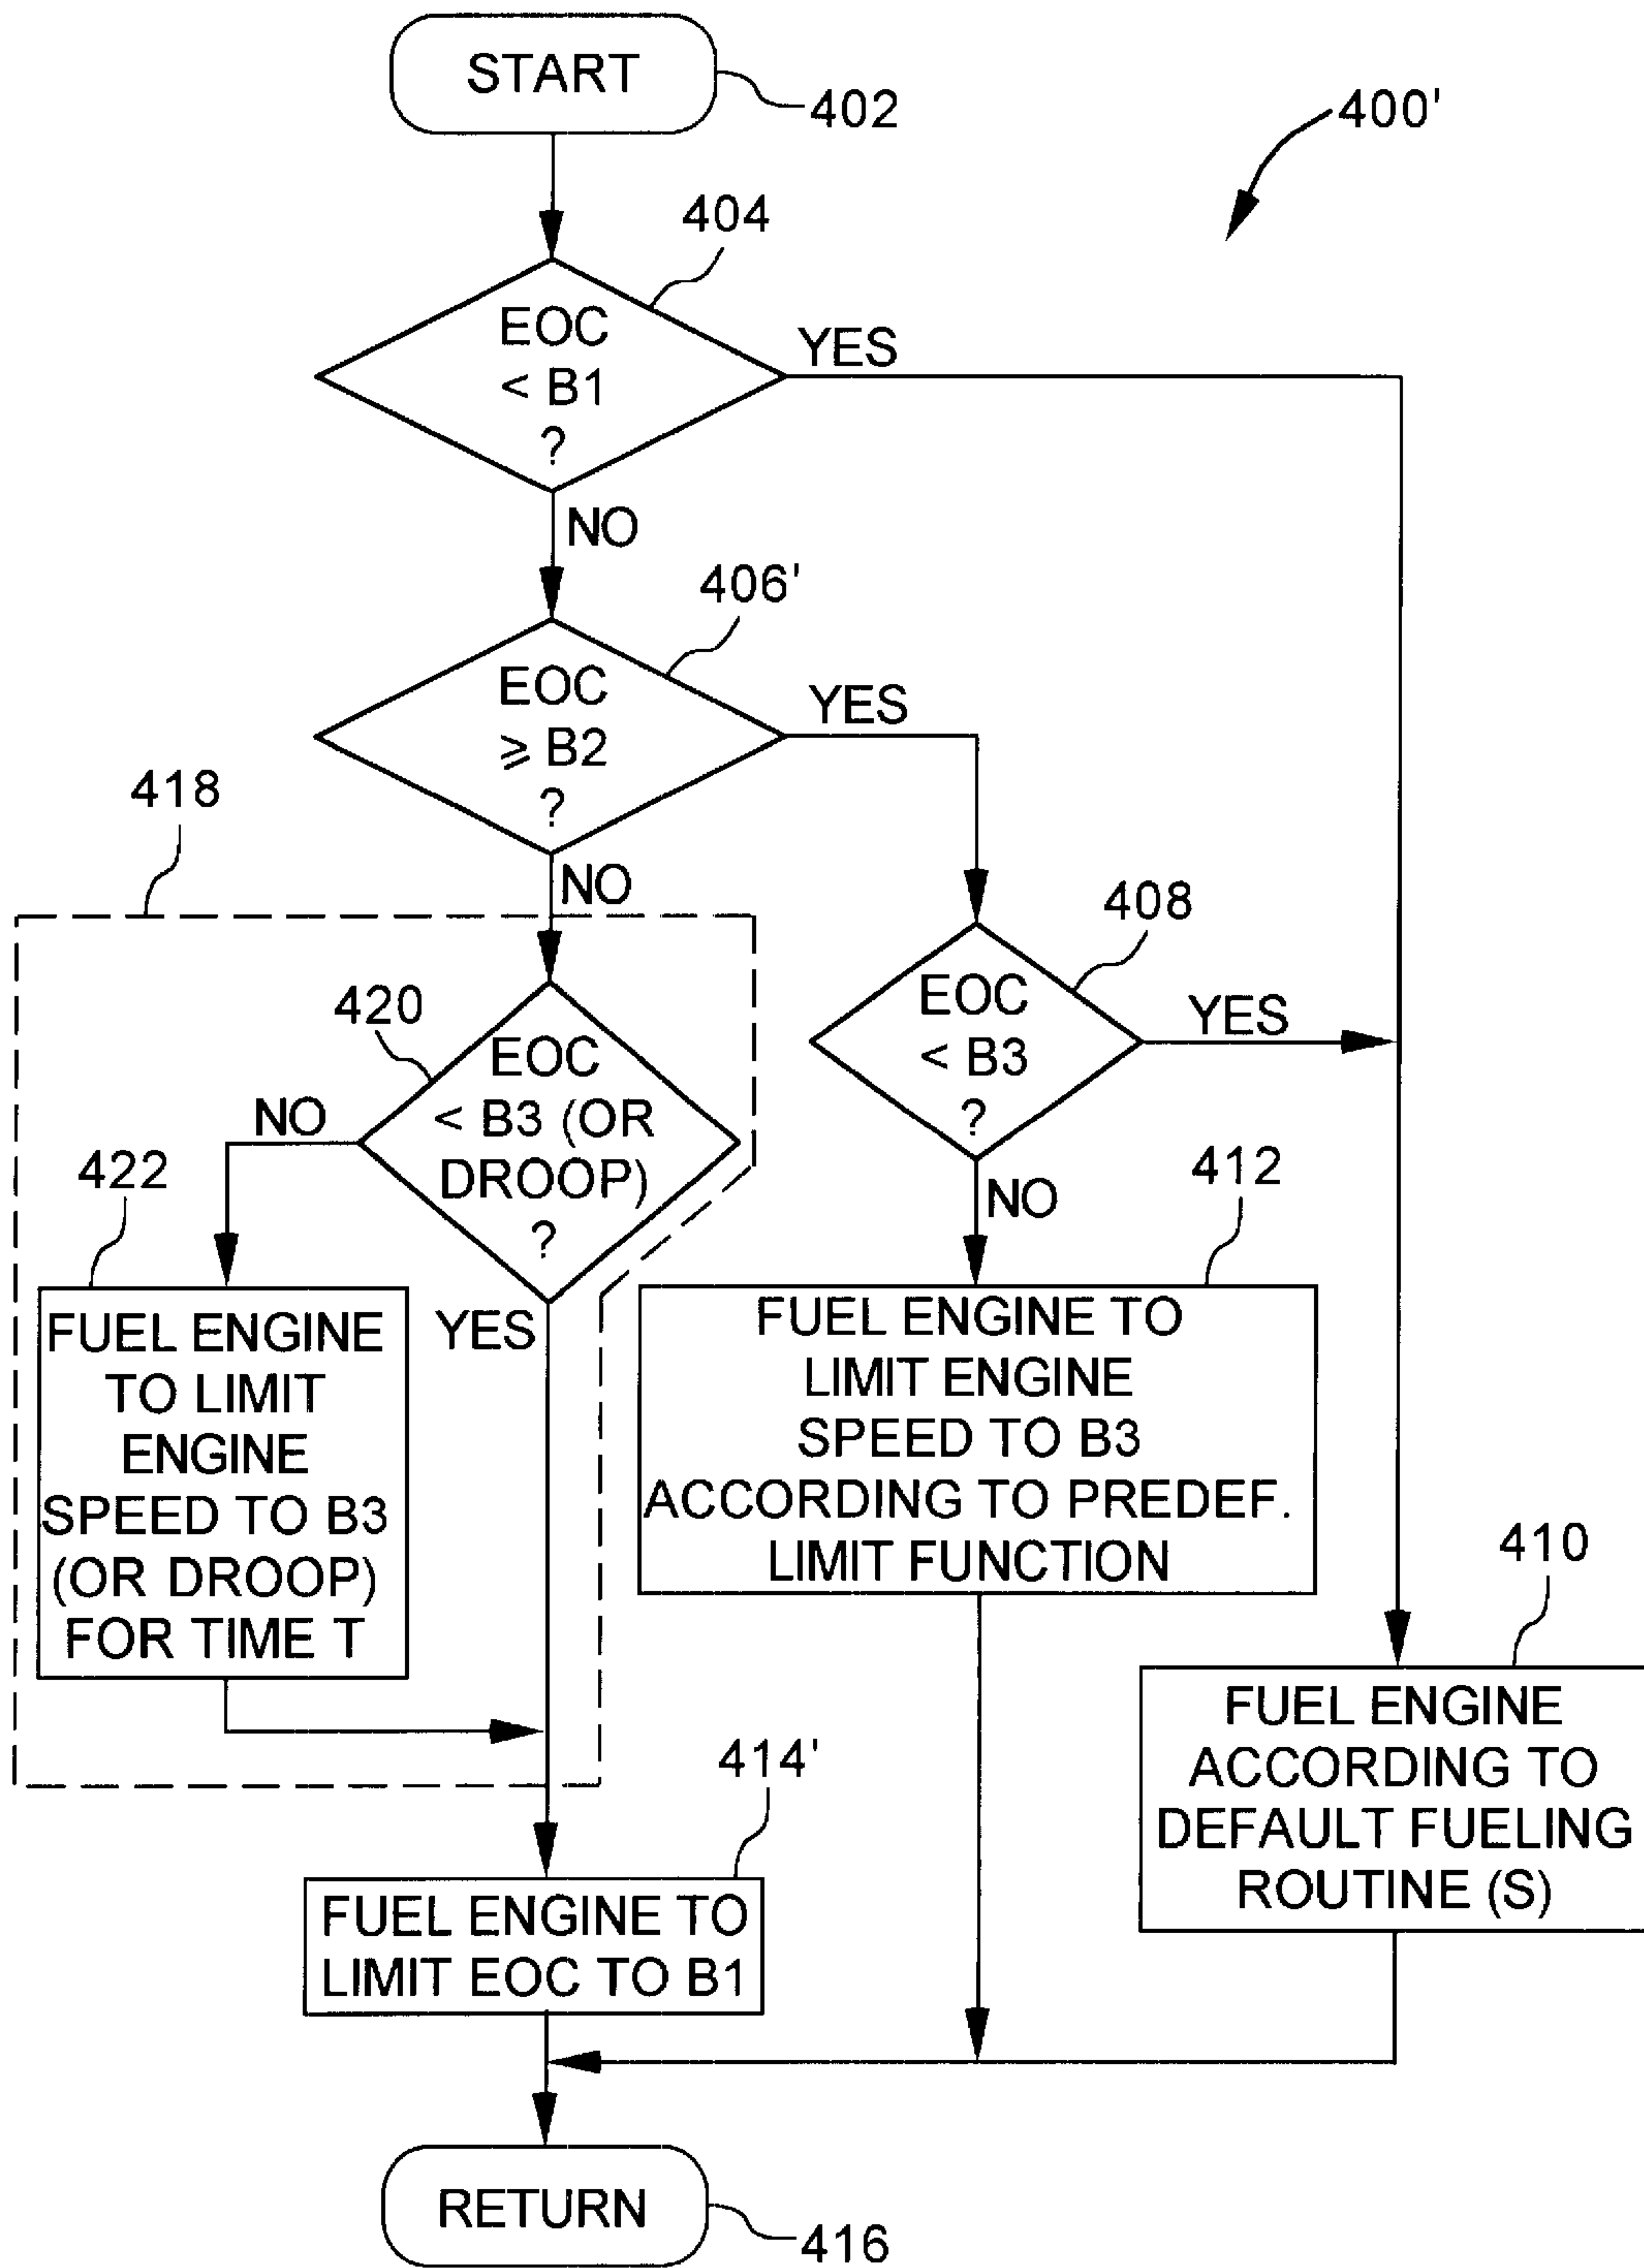 START
402
400'
404
EOC
< B1
?
YES
NO
406'
EOC
≥ B2
?
YES
NO
418
408
EOC
< B3
?
YES
NO
420
EOC
< B3 (OR
DROOP)
?
NO
YES
422
FUEL ENGINE
TO LIMIT
ENGINE
SPEED TO B3
(OR DROOP)
FOR TIME T
412
FUEL ENGINE TO
LIMIT ENGINE
SPEED TO B3
ACCORDING TO PREDEF.
LIMIT FUNCTION
410
FUEL ENGINE
ACCORDING TO
DEFAULT FUELING
ROUTINE (S)
414'
FUEL ENGINE TO
LIMIT EOC TO B1
RETURN
416